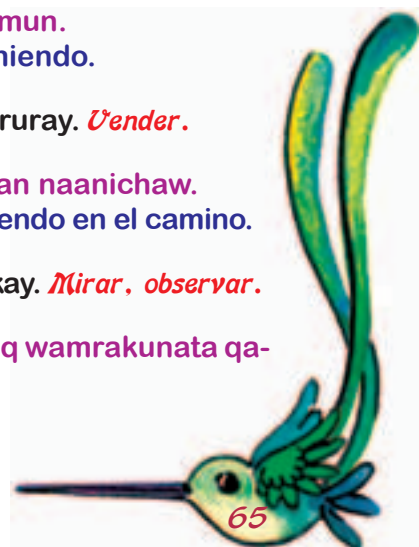 mun.
niendo.
ruray. Vender.
an naanichaw.
endo en el camino.
kay. Mirar, observar.
q wamrakunata qa-
65